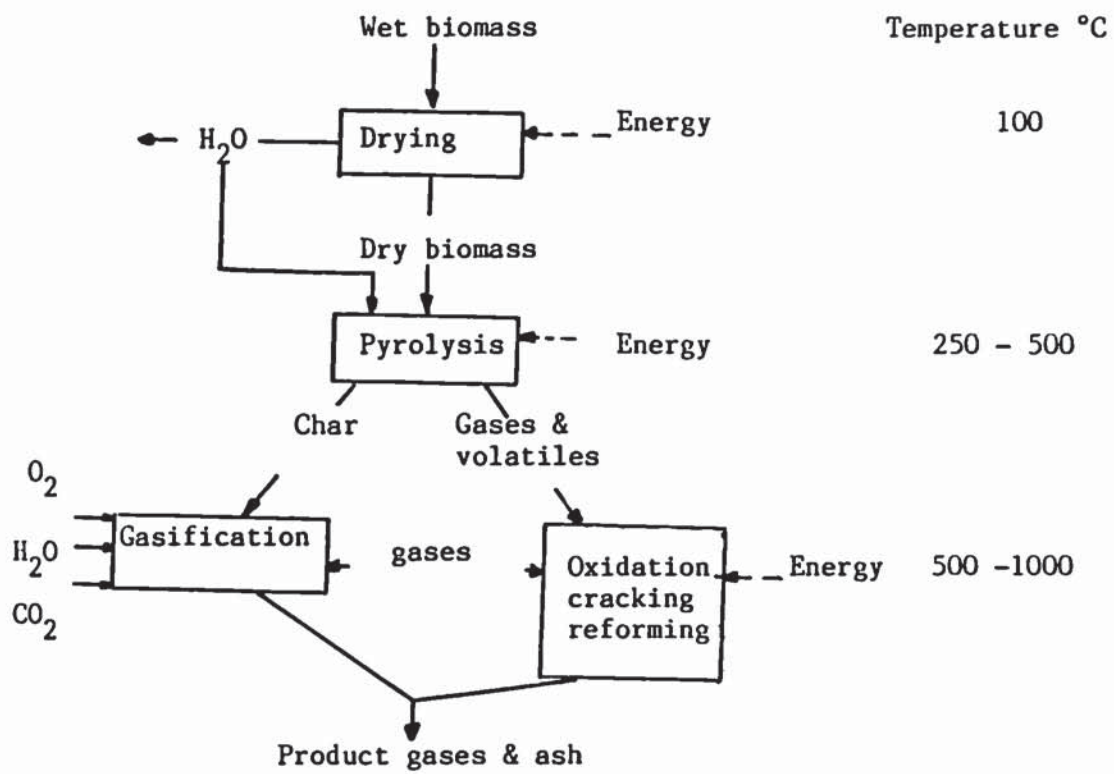 Wet biomass
Temperature °C
H2O
Drying
Energy
100
Dry biomass
Pyrolysis
Energy
250 - 500
Char
Gases &
volatiles
O2
H2O
CO2
Gasification
gases
Oxidation
cracking
reforming
Energy
500 -1000
Product gases & ash